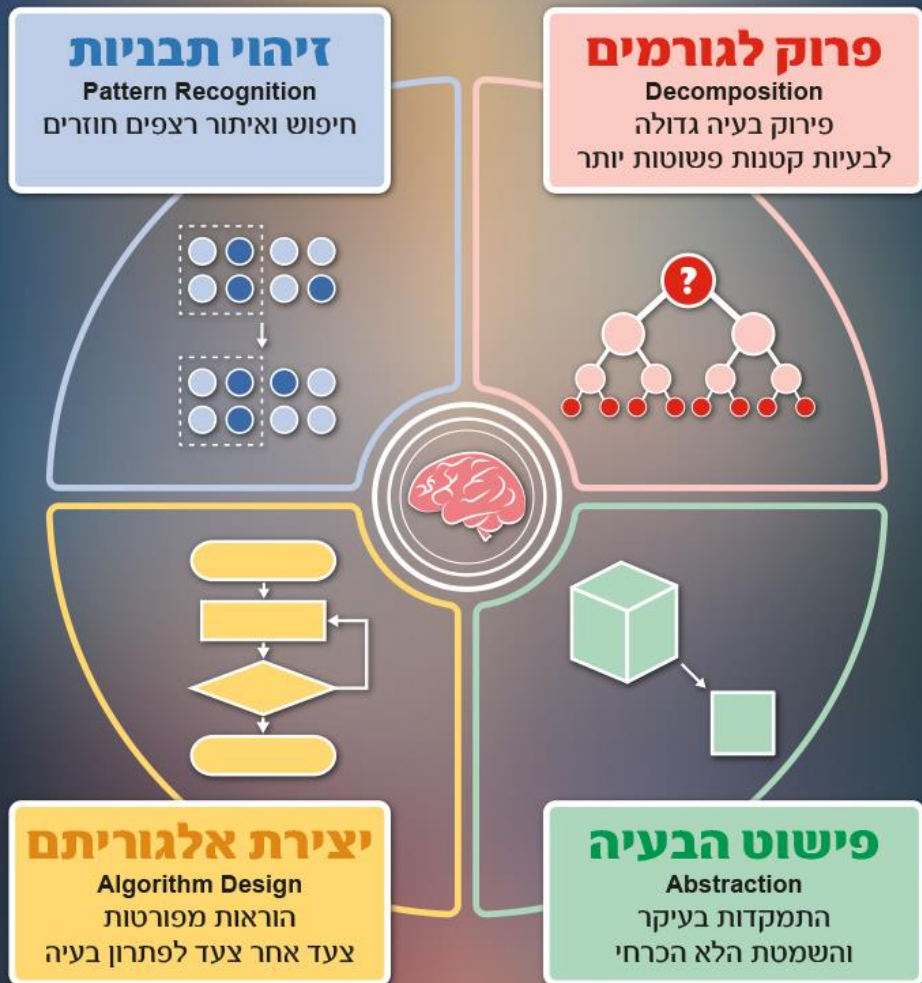 פרוק לגורמים
Decomposition
פירוק בעיה גדולה
לבעיות קטנות פשוטות יותר
?
זיהוי תבניות
Pattern Recognition
חיפוש ואיתור רצפים חוזרים
פישוט הבעיה
Abstraction
התמקדות בעיקר
והשמטת הלא הכרחי
יצירת אלגוריתם
Algorithm Design
הוראות מפורטות
צעד אחר צעד לפתרון בעיה